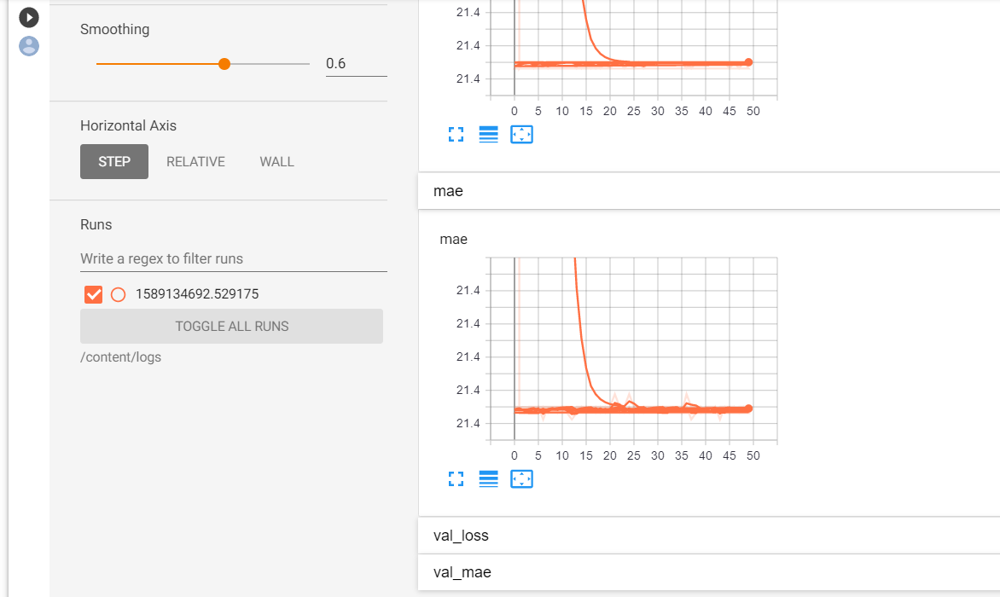 Smoothing
0.6
Horizontal Axis
STEP RELATIVE WALL
Runs
Write a regex to filter runs
1589134692.529175
TOGGLE ALL RUNS
/content/logs
21.4
21.4
21.4
0 5 10 15 20 25 30 35 40 45 50
mae
mae
21.4
21.4
21.4
21.4
21.4
0 5 10 15 20 25 30 35 40 45 50
val_loss
val_mae